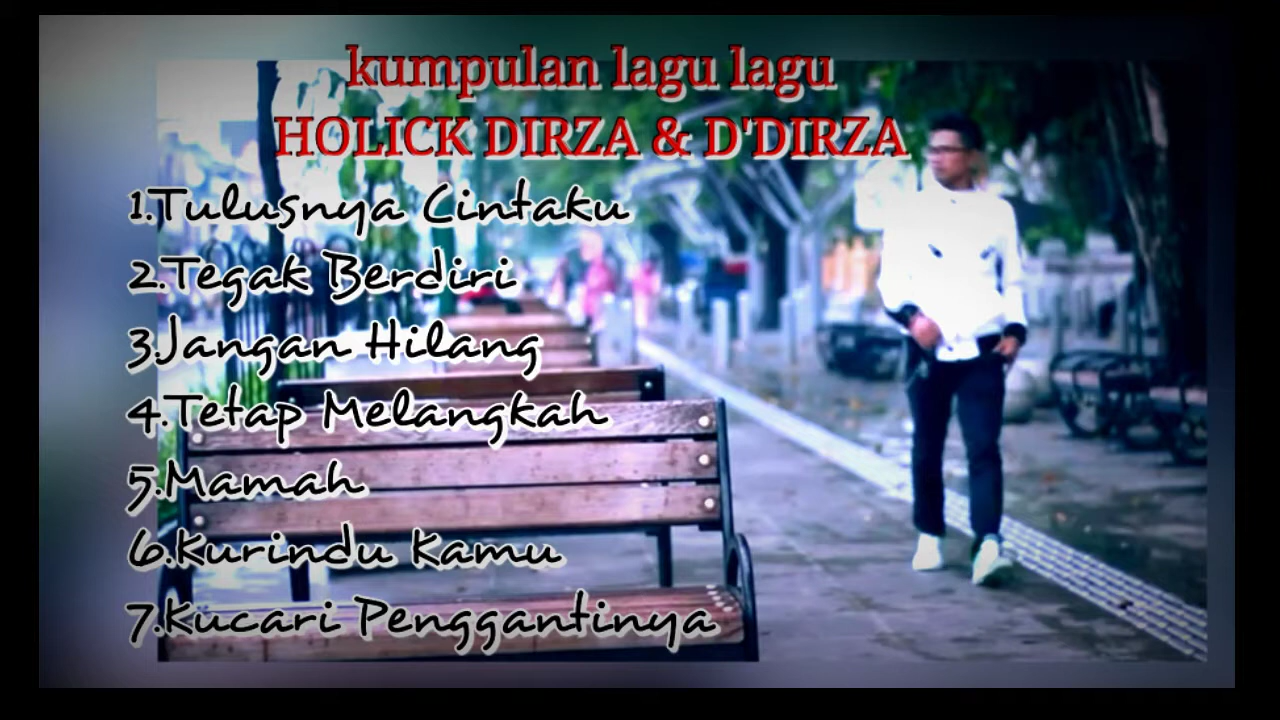 kumpulan lagu lagu
HOLICK DIRZA & D'DIRZA
1.Tulusnya Cintaku
2.Tegak Berdiri
3.Jangan Hilang
4.Tetap Melangkah
5.Mamah
6.Kurindu Kamu
7.Kucari Penggantinya